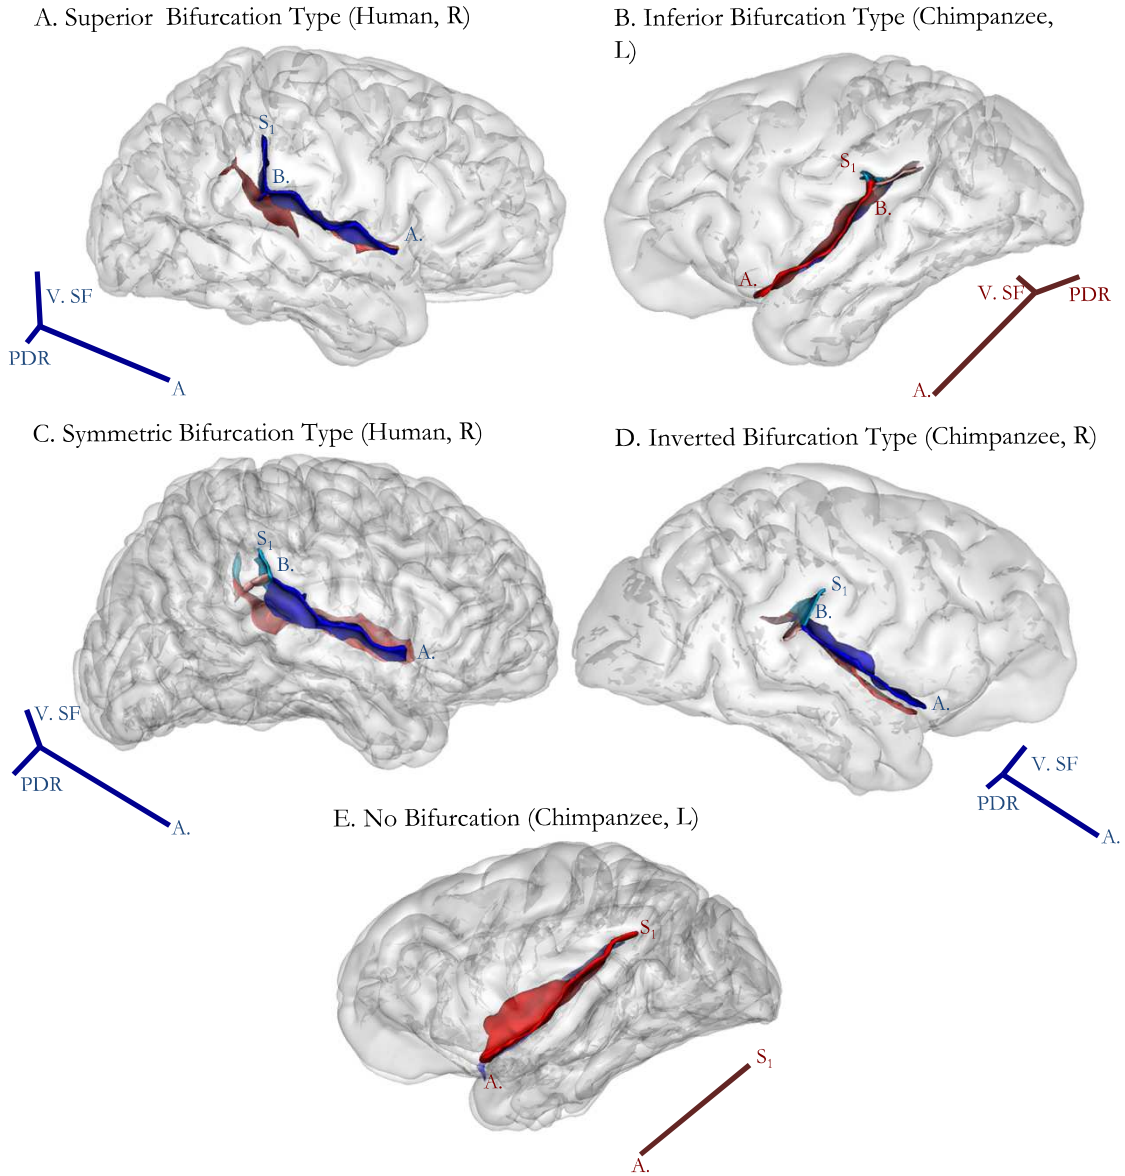 A. Superior Bifurcation Type (Human, R)
B. Inferior Bifurcation Type (Chimpanzee,
L)
S1
B.
A.
V. SF
PDR
A
S1
B.
A.
V. SF
PDR
A.
C. Symmetric Bifurcation Type (Human, R)
D. Inverted Bifurcation Type (Chimpanzee, R)
S1
B.
A.
V. SF
PDR
A.
S1
B.
A.
V. SF
PDR
A.
E. No Bifurcation (Chimpanzee, L)
S1
A.
S1
A.